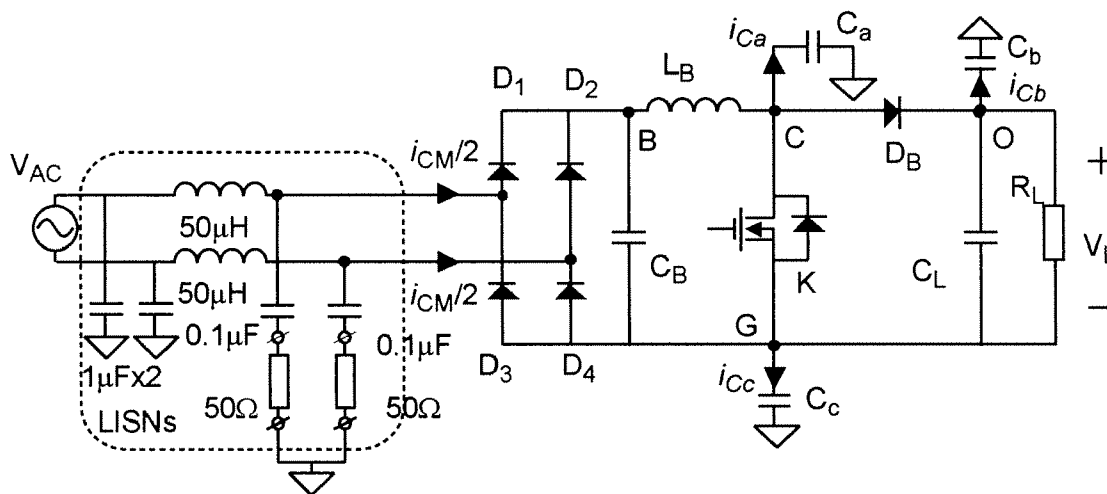 C_a
i_Ca
C_b
L_B
i_Cb
D_1
D_2
B
C
O
D_B
V_AC
i_CM/2
+
R_L
50μH
C_B
K
C_L
50μH
i_CM/2
G
0.1μF
0.1μF
D_3
D_4
−
1μFx2
i_Cc
C_c
LISNs
50Ω
50Ω